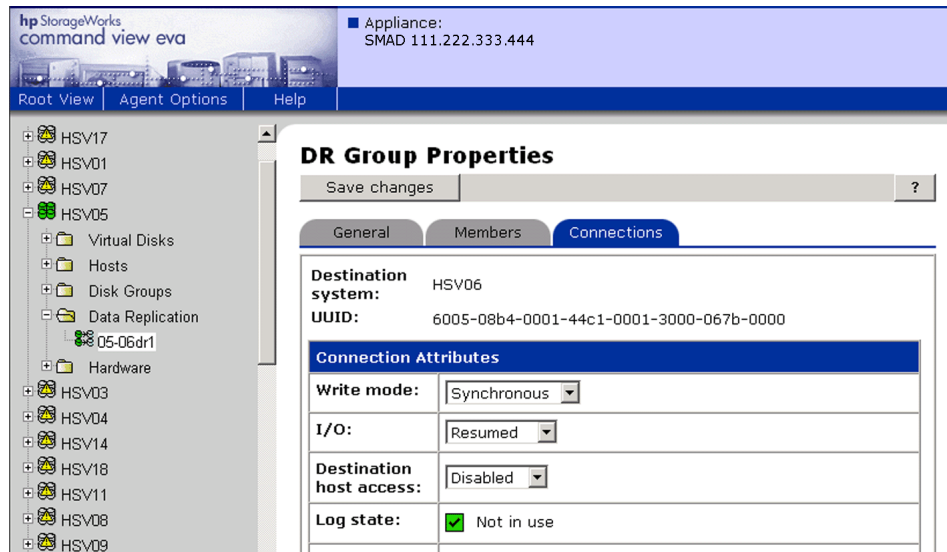 hp StorageWorks
command view eva
Appliance:
SMAD 111.222.333.444
Root View Agent Options Help
HSV17
HSV01
HSV07
HSV05
Virtual Disks
Hosts
Disk Groups
Data Replication
05-06dr1
Hardware
HSV03
HSV04
HSV14
HSV18
HSV11
HSV08
HSV09
DR Group Properties
Save changes ?
General Members Connections
Destination
system: HSV06
UUID: 6005-08b4-0001-44c1-0001-3000-067b-0000
Connection Attributes
Write mode: Synchronous
I/O: Resumed
Destination
host access: Disabled
Log state: Not in use